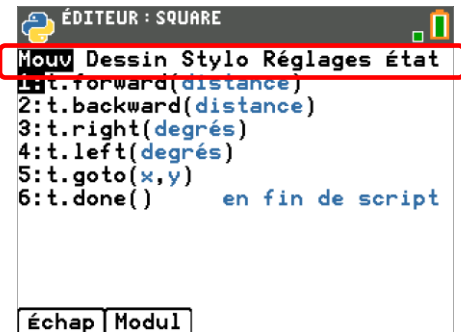 ÉDITEUR : SQUARE
Mouv Dessin Stylo Réglages état
1:t.forward(distance)
2:t.backward(distance)
3:t.right(degrés)
4:t.left(degrés)
5:t.goto(x,y)
6:t.done() en fin de script
Échap Modul